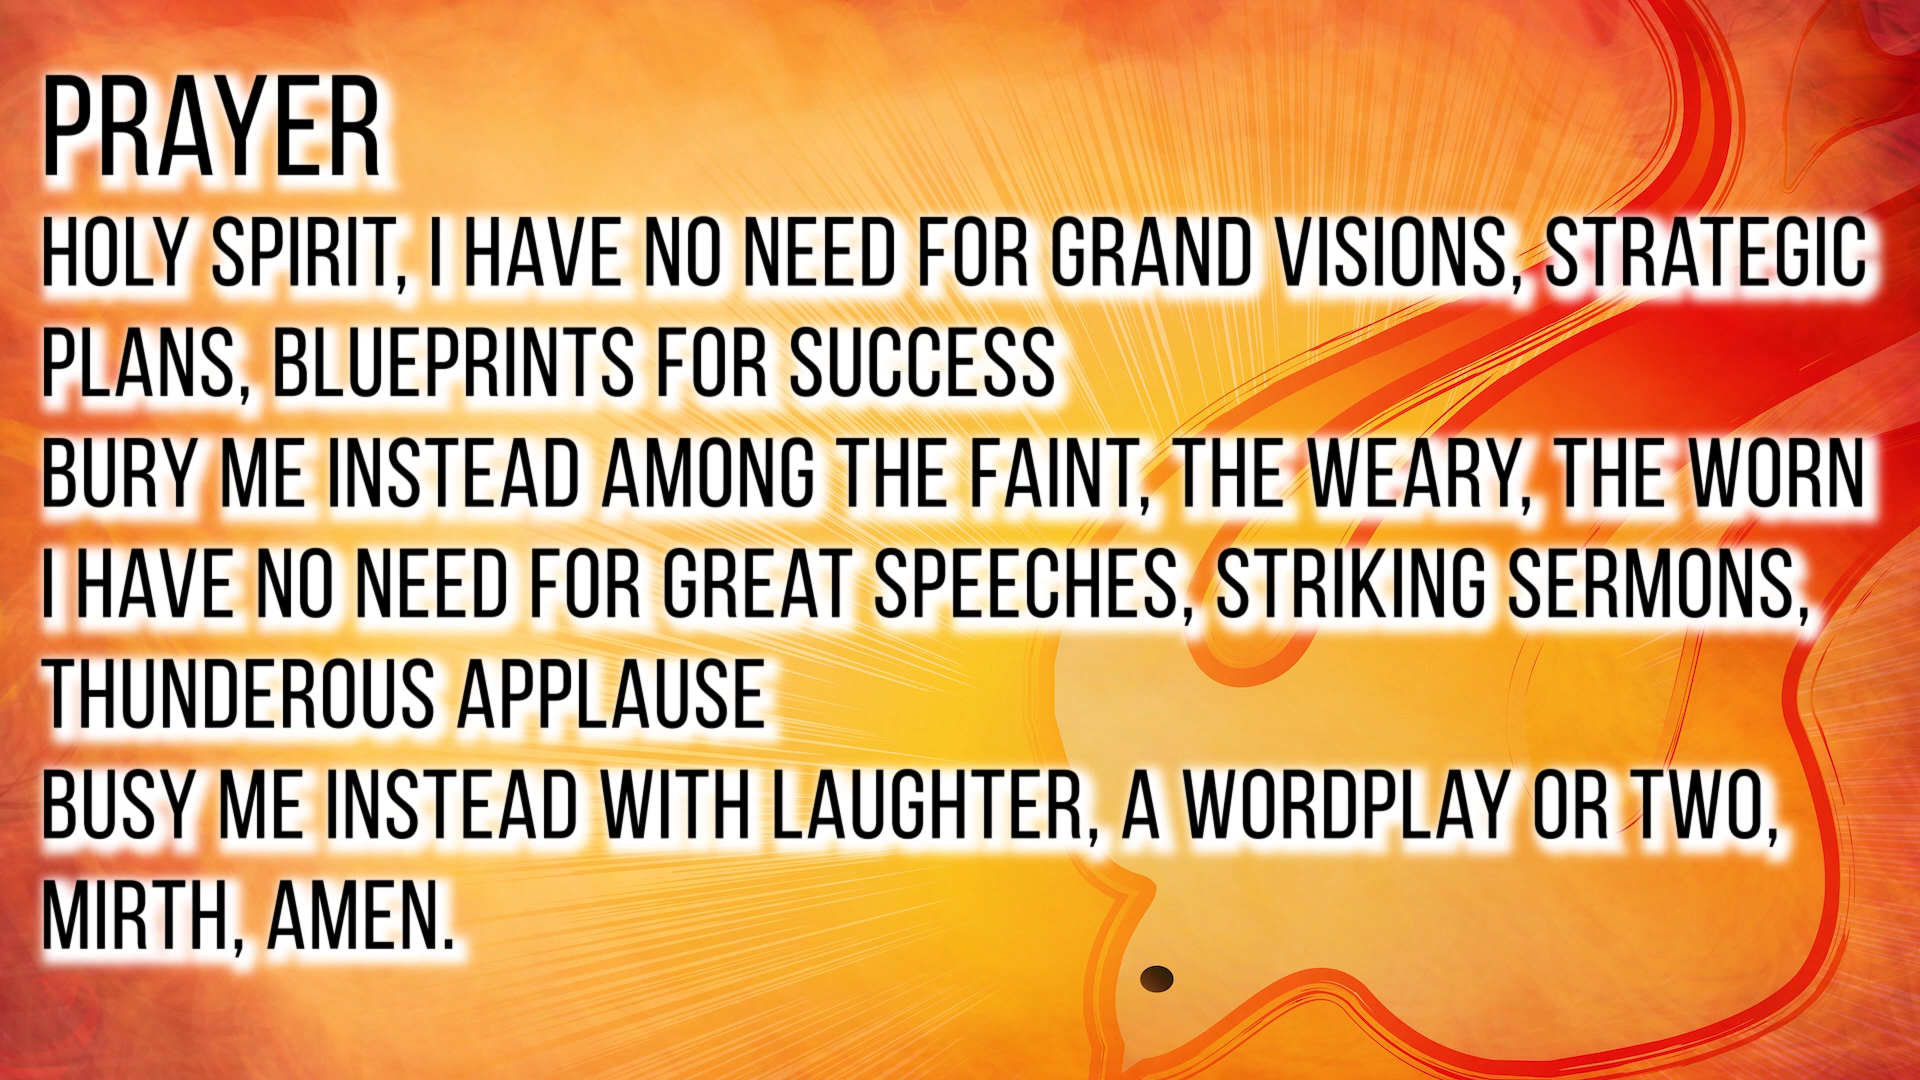 PRAYER
HOLY SPIRIT, I HAVE NO NEED FOR GRAND VISIONS, STRATEGIC
PLANS, BLUEPRINTS FOR SUCCESS
BURY ME INSTEAD AMONG THE FAINT, THE WEARY, THE WORN
I HAVE NO NEED FOR GREAT SPEECHES, STRIKING SERMONS,
THUNDEROUS APPLAUSE
BUSY ME INSTEAD WITH LAUGHTER, A WORDPLAY OR TWO,
MIRTH, AMEN.